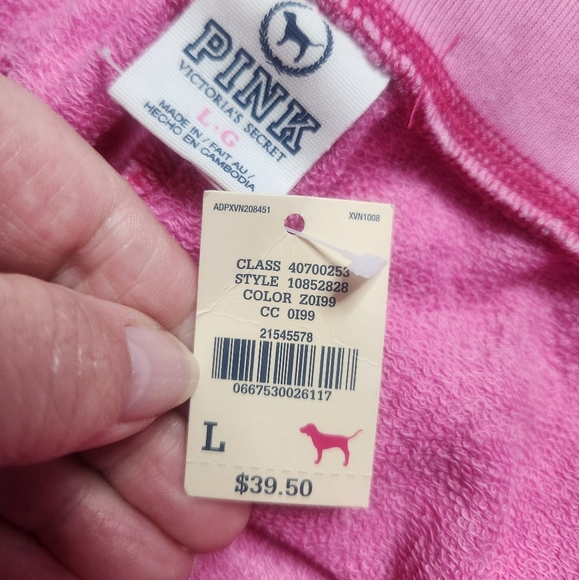 PINK
VICTORIA'S SECRET
L•G
MADE IN / FAIT AU /
HECHO EN CAMBODIA
ADPXVN208451 XVN1008
CLASS 40700253
STYLE 10852828
COLOR Z0I99
CC 0I99
21545578
0667530026117
L
$39.50